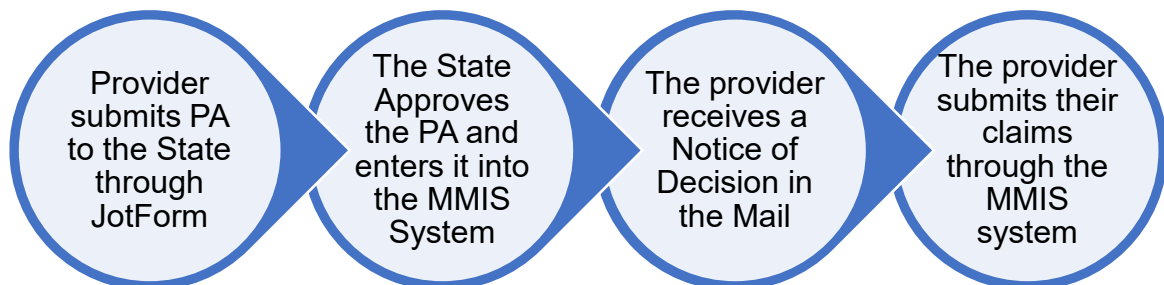 Provider
submits PA
to the State
through
JotForm
The State
Approves
the PA and
enters it into
the MMIS
System
The provider
receives a
Notice of
Decision in
the Mail
The provider
submits their
claims
through the
MMIS
system